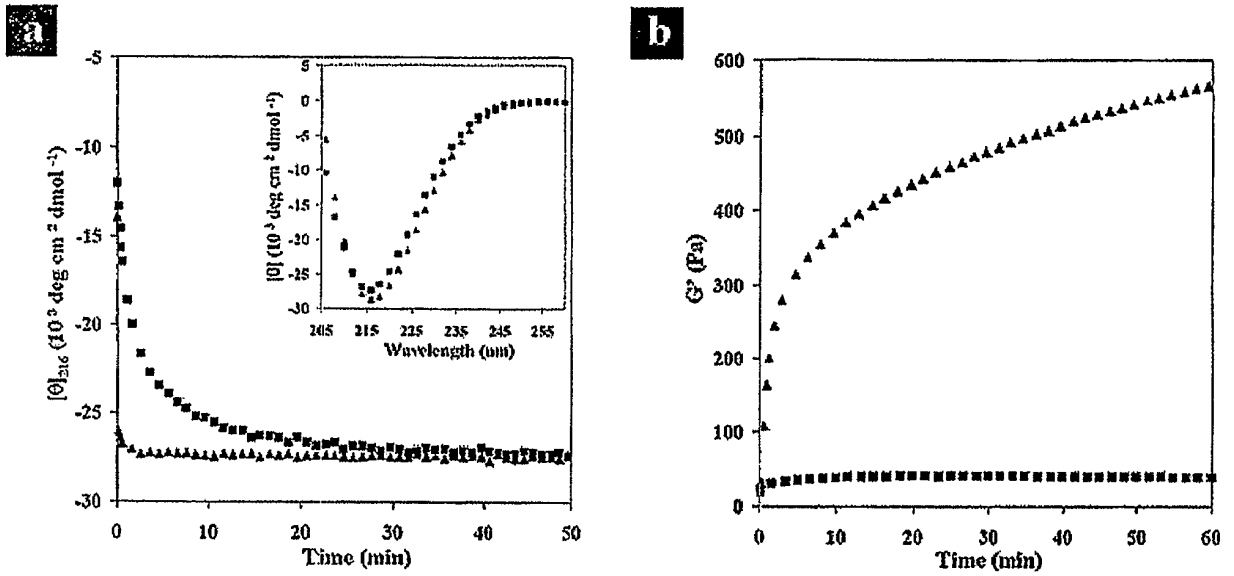 a
-5
-10
-15
-20
-25
-30
[θ]216 (10³ deg cm² dmol⁻¹)
0 10 20 30 40 50
Time (min)
5
0
-5
-10
-15
-20
-25
-30
[θ] (10³ deg cm² dmol⁻¹)
205 215 225 235 245 255
Wavelength (nm)
b
600
500
400
300
200
100
0
G' (Pa)
0 10 20 30 40 50 60
Time (min)